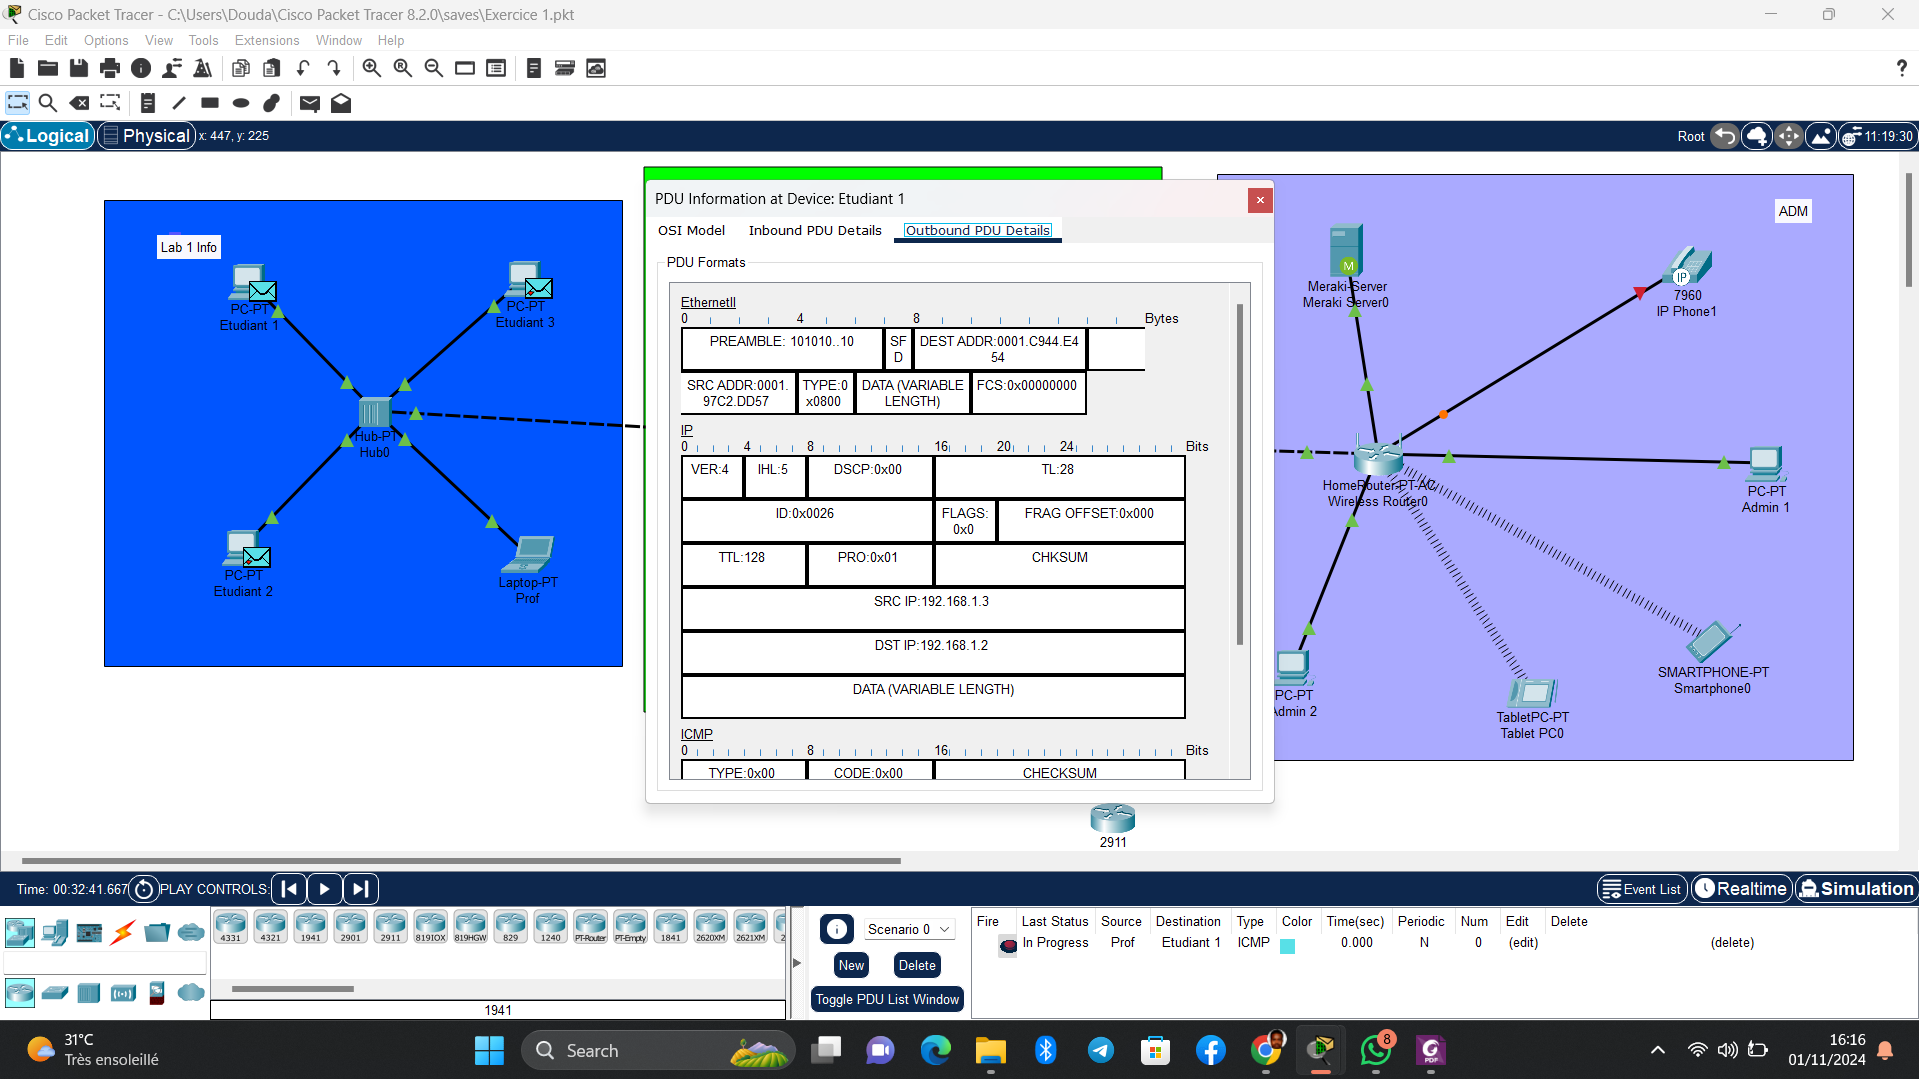 Cisco Packet Tracer - C:\Users\Douda\Cisco Packet Tracer 8.2.0\saves\Exercice 1.pkt
File Edit Options View Tools Extensions Window Help
?
Logical Physical x: 447, y: 225 Root 11:19:30
Lab 1 Info
PC-PT
Etudiant 1
PC-PT
Etudiant 3
Hub-PT
Hub0
PC-PT
Etudiant 2
Laptop-PT
Prof
PDU Information at Device: Etudiant 1
OSI Model Inbound PDU Details Outbound PDU Details
PDU Formats
EthernetII
0 4 8 Bytes
PREAMBLE: 101010..10
SF
D
DEST ADDR:0001.C944.E4
54
SRC ADDR:0001.
97C2.DD57
TYPE:0
x0800
DATA (VARIABLE
LENGTH)
FCS:0x00000000
IP
0 4 8 16 20 24 Bits
VER:4 IHL:5 DSCP:0x00 TL:28
ID:0x0026
FLAGS:
0x0
FRAG OFFSET:0x000
TTL:128 PRO:0x01 CHKSUM
SRC IP:192.168.1.3
DST IP:192.168.1.2
DATA (VARIABLE LENGTH)
ICMP
0 8 16 Bits
TYPE:0x00 CODE:0x00 CHECKSUM
ADM
M
Meraki-Server
Meraki Server0
IP
7960
IP Phone1
HomeRouter-PT-AC
Wireless Router0
PC-PT
Admin 1
PC-PT
Admin 2
TabletPC-PT
Tablet PC0
SMARTPHONE-PT
Smartphone0
2911
Time: 00:32:41.667 PLAY CONTROLS: Event List Realtime Simulation
4331 4321 1941 2901 2911 819IOX 819HGW 829 1240 PT-Router PT-Empty 1841 2620XM 2621XM 2
1941
Scenario 0
New Delete
Toggle PDU List Window
Fire Last Status Source Destination Type Color Time(sec) Periodic Num Edit Delete
In Progress Prof Etudiant 1 ICMP 0.000 N 0 (edit) (delete)
31°C
Très ensoleillé
Search
8
PDF
16:16
01/11/2024